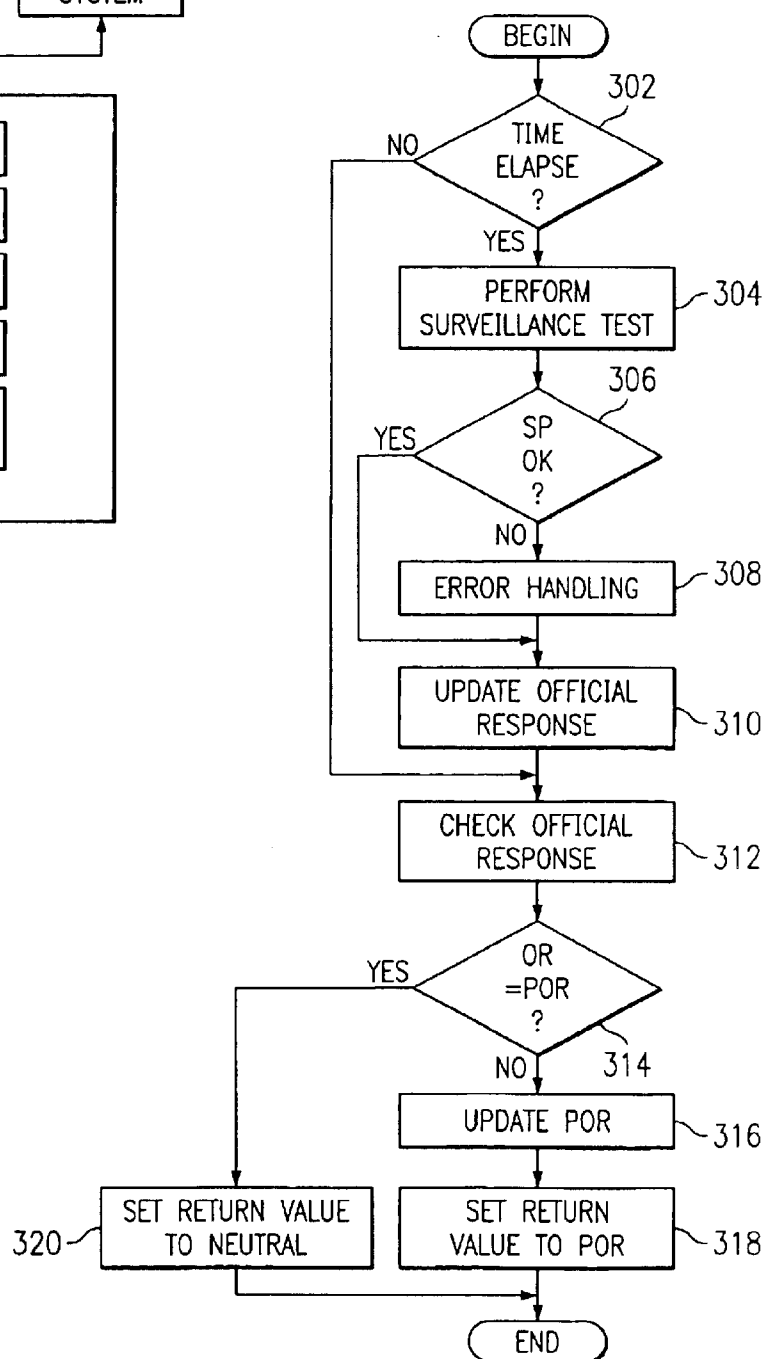 SYSTEM
BEGIN
302
TIME
ELAPSE
?
NO
YES
PERFORM
SURVEILLANCE TEST
304
306
SP
OK
?
YES
NO
ERROR HANDLING
308
UPDATE OFFICIAL
RESPONSE
310
CHECK OFFICIAL
RESPONSE
312
OR
=POR
?
YES
NO
314
UPDATE POR
316
SET RETURN VALUE
TO NEUTRAL
320
SET RETURN
VALUE TO POR
318
END